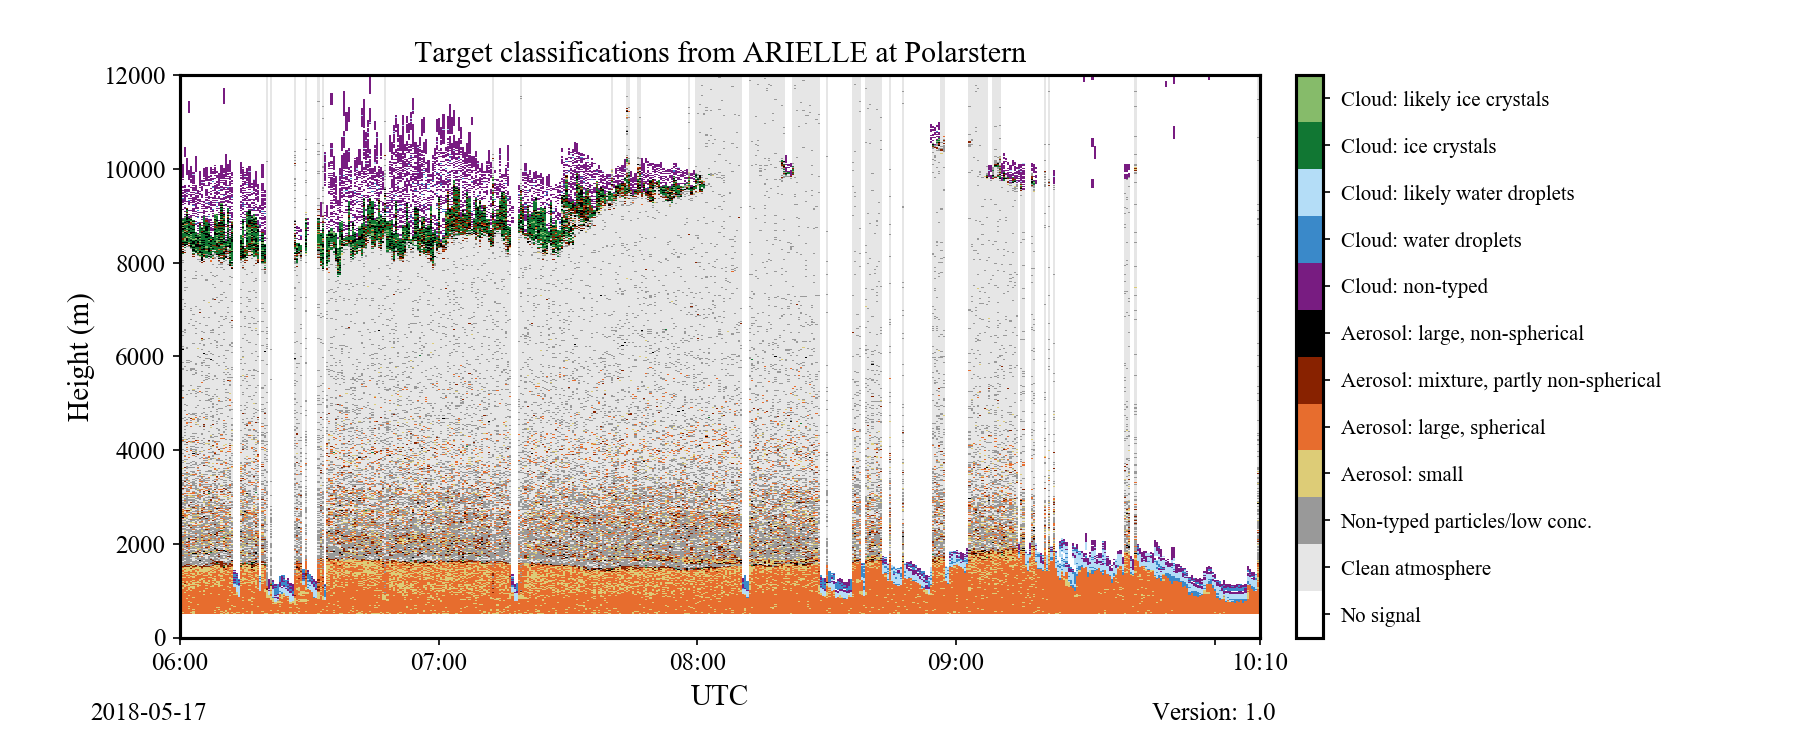 Target classifications from ARIELLE at Polarstern
12000
10000
8000
6000
4000
2000
0
Height (m)
06:00
07:00
08:00
09:00
10:10
UTC
2018-05-17
Version: 1.0
Cloud: likely ice crystals
Cloud: ice crystals
Cloud: likely water droplets
Cloud: water droplets
Cloud: non-typed
Aerosol: large, non-spherical
Aerosol: mixture, partly non-spherical
Aerosol: large, spherical
Aerosol: small
Non-typed particles/low conc.
Clean atmosphere
No signal